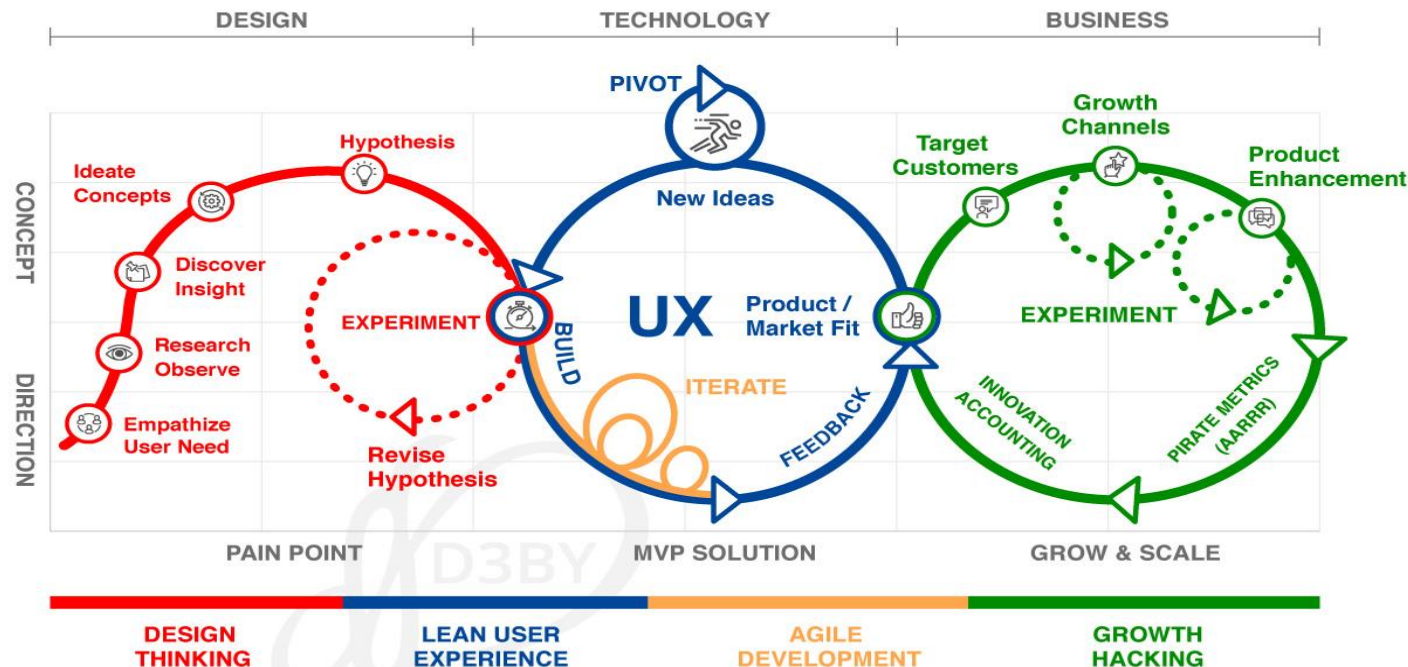 DESIGN
TECHNOLOGY
BUSINESS
CONCEPT
DIRECTION
Empathize
User Need
Research
Observe
Discover
Insight
Ideate
Concepts
Hypothesis
EXPERIMENT
Revise
Hypothesis
PIVOT
New Ideas
UX
Product /
Market Fit
BUILD
ITERATE
FEEDBACK
Target
Customers
Growth
Channels
Product
Enhancement
EXPERIMENT
INNOVATION
ACCOUNTING
PIRATE METRICS
(AARRR)
PAIN POINT
MVP SOLUTION
GROW & SCALE
D3BY
DESIGN
THINKING
LEAN USER
EXPERIENCE
AGILE
DEVELOPMENT
GROWTH
HACKING